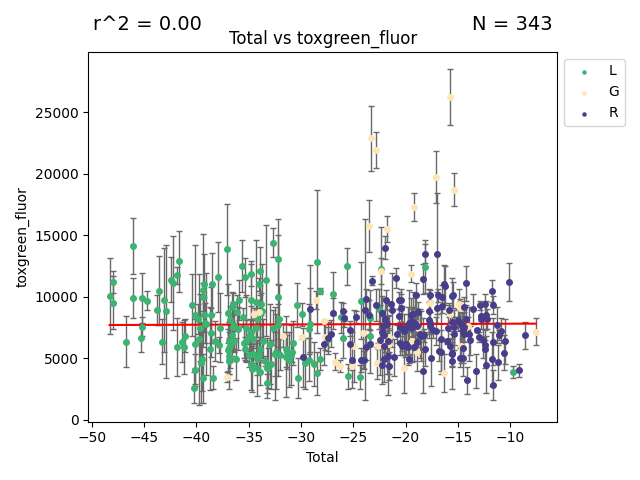 r^2 = 0.00
N = 343
Total vs toxgreen_fluor
L
G
R
toxgreen_fluor
25000
20000
15000
10000
5000
0
−50 −45 −40 −35 −30 −25 −20 −15 −10
Total